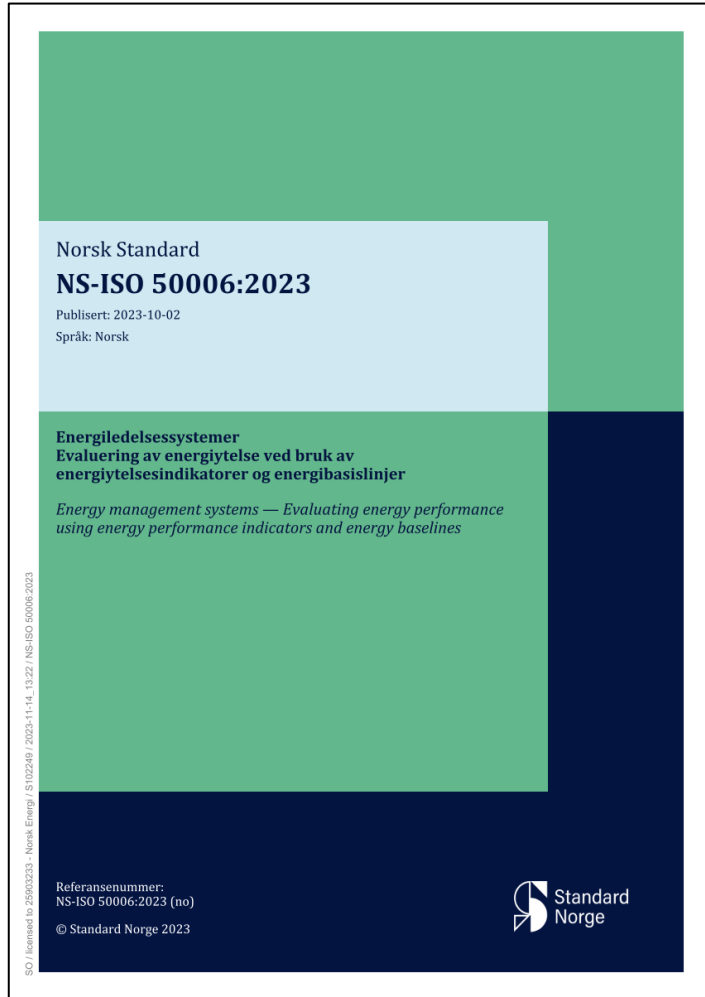 Norsk Standard
NS-ISO 50006:2023
Publisert: 2023-10-02
Språk: Norsk
Energiledelsessystemer
Evaluering av energiytelse ved bruk av
energiytelsesindikatorer og energibasislinjer
Energy management systems — Evaluating energy performance
using energy performance indicators and energy baselines
SO / licensed to 25903233 - Norsk Energi / S102249 / 2023-11-14_13:22 / NS-ISO 50006:2023
Referansenummer:
NS-ISO 50006:2023 (no)
© Standard Norge 2023
Standard
Norge